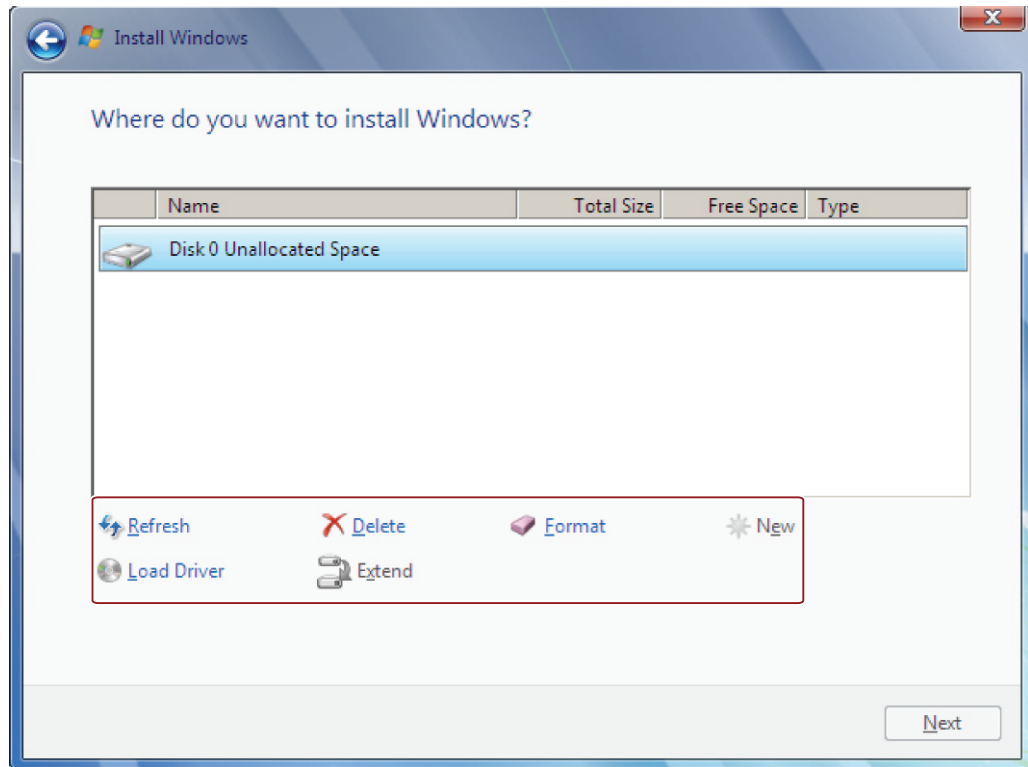 Install Windows
Where do you want to install Windows?
Name Total Size Free Space Type
Disk 0 Unallocated Space
Refresh Delete Format New
Load Driver Extend
Next